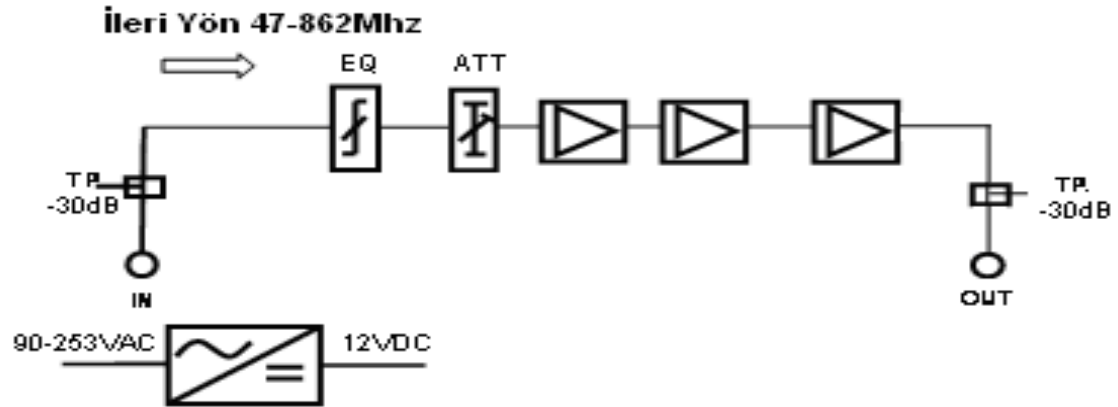 İleri Yön 47-862Mhz
EQ ATT
TP.
-30dB
TP.
-30dB
IN
OUT
90-253VAC 12VDC